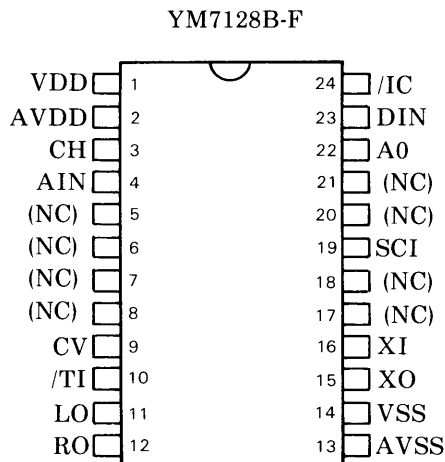 YM7128B-F
VDD 1 24 /IC
AVDD 2 23 DIN
CH 3 22 A0
AIN 4 21 (NC)
(NC) 5 20 (NC)
(NC) 6 19 SCI
(NC) 7 18 (NC)
(NC) 8 17 (NC)
CV 9 16 XI
/TI 10 15 XO
LO 11 14 VSS
RO 12 13 AVSS